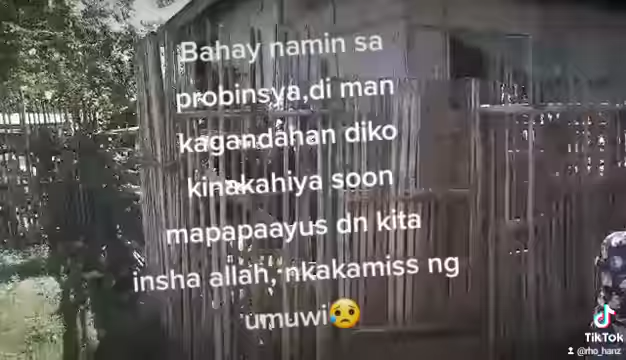 Bahay namin sa
probinsya,di man
kagandahan diko
kinakahiya soon
mapapaayus dn kita
insha allah, nkakamiss ng
umuwi😥
TikTok
@rho_hanz